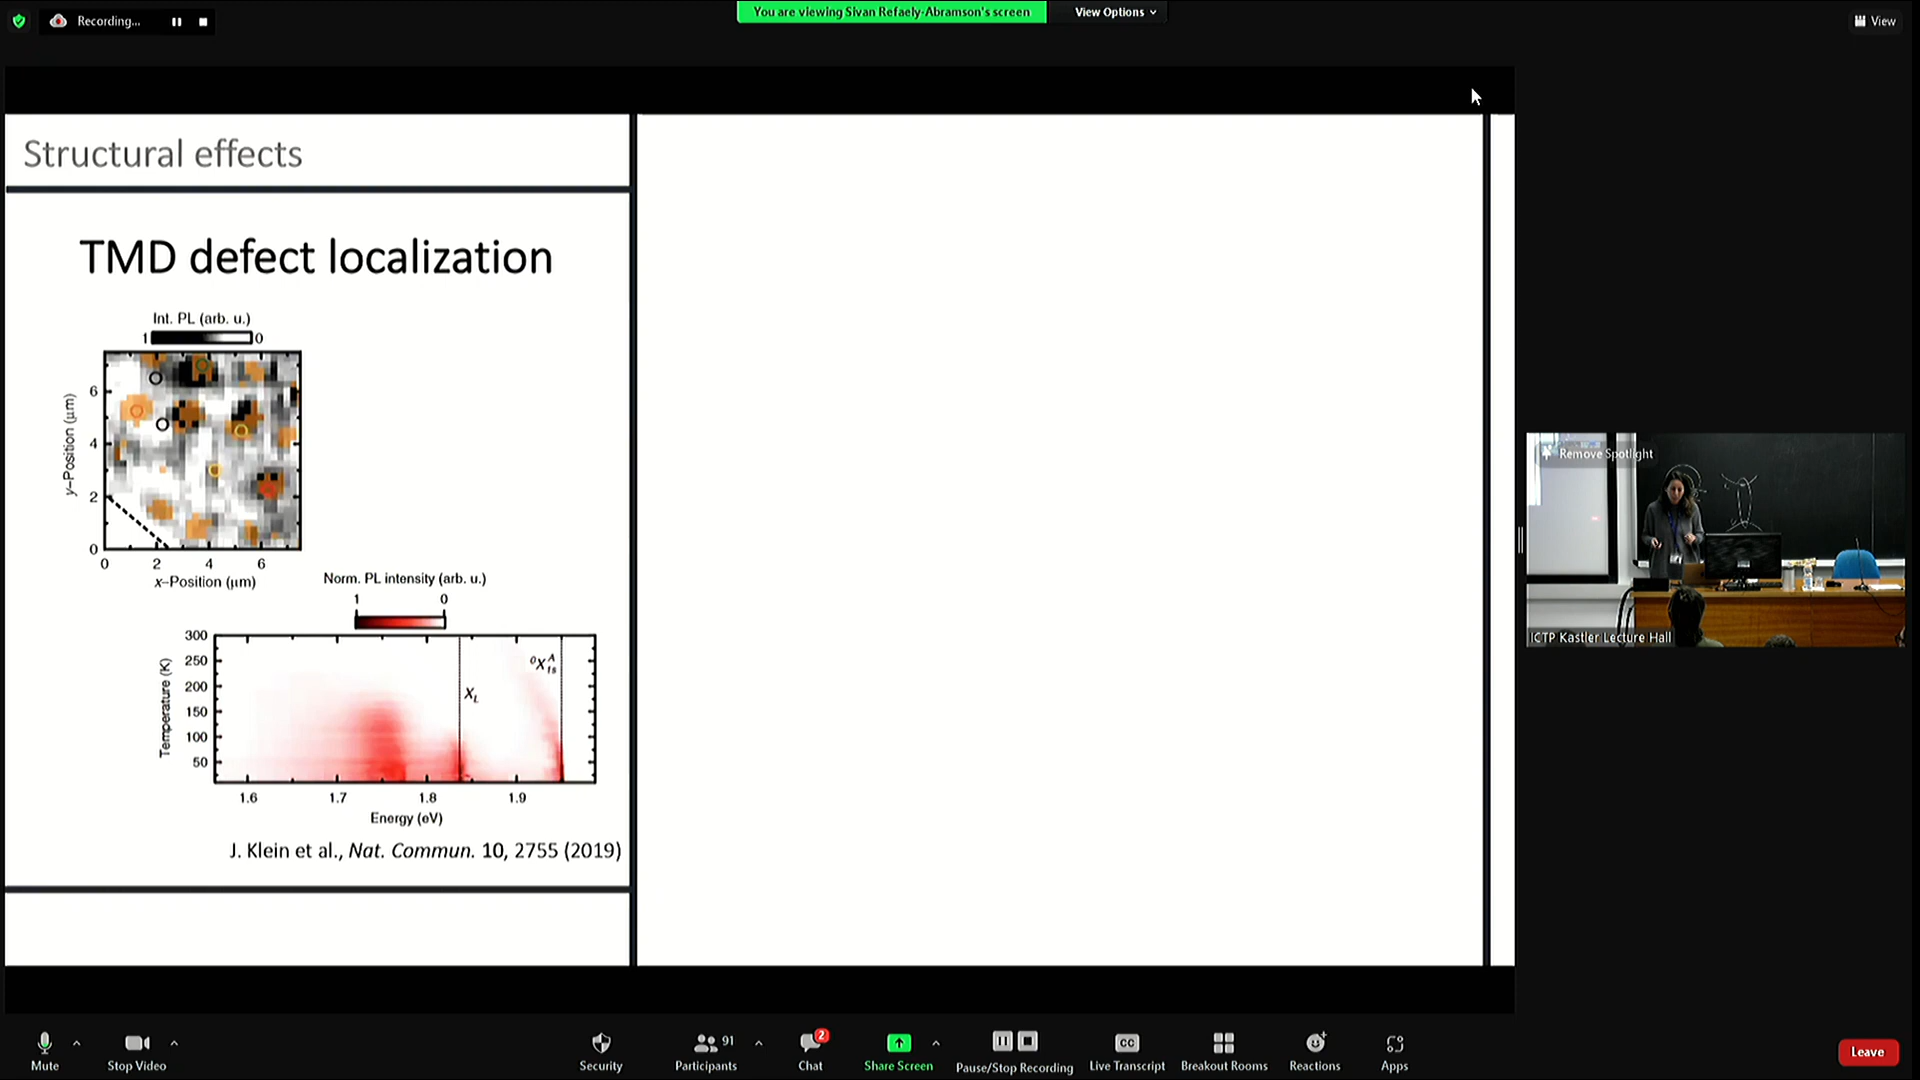 Recording...
You are viewing Sivan Refaely-Abramson's screen
View Options
View
Structural effects
TMD defect localization
Int. PL (arb. u.)
1 0
6
4
2
0
y–Position (μm)
0 2 4 6
x–Position (μm)
Norm. PL intensity (arb. u.)
1 0
300
250
200
150
100
50
Temperature (K)
0XA1s
XL
1.6 1.7 1.8 1.9
Energy (eV)
J. Klein et al., Nat. Commun. 10, 2755 (2019)
Remove Spotlight
ICTP Kastler Lecture Hall
Mute
Stop Video
Security
91
Participants
2
Chat
Share Screen
Pause/Stop Recording
CC
Live Transcript
Breakout Rooms
Reactions
Apps
Leave